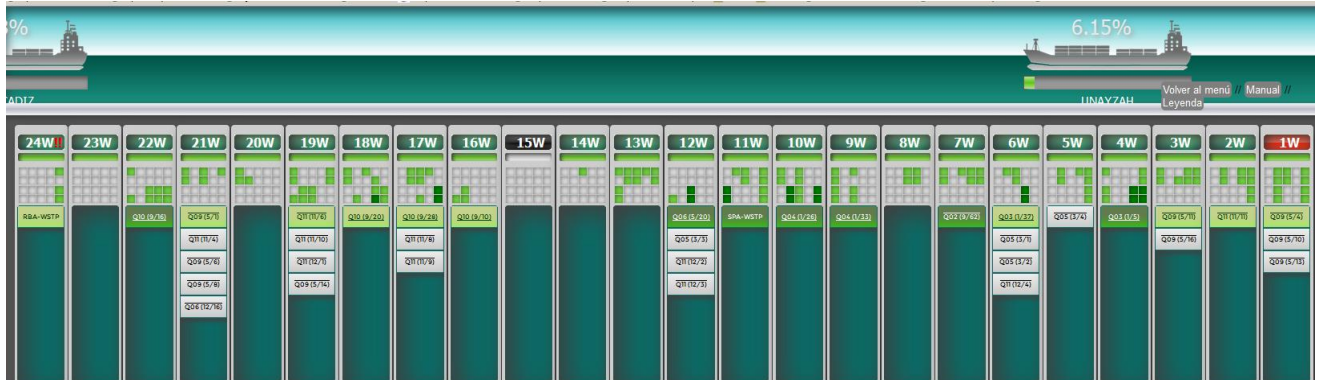 6.15%
UNAYZAH
Volver al menú // Manual //
Leyenda
24W!! 23W 22W 21W 20W 19W 18W 17W 16W 15W 14W 13W 12W 11W 10W 9W 8W 7W 6W 5W 4W 3W 2W 1W
RBA-WSTP Q10 (9/16) Q09 (5/1) Q11 (11/6) Q10 (9/20) Q10 (9/28) Q10 (9/10) Q06 (5/20) SPA-WSTP Q04 (1/26) Q04 (1/33) Q02 (9/62) Q03 (1/37) Q05 (3/4) Q03 (1/5) Q09 (5/11) Q11 (11/11) Q09 (5/4)
Q11 (11/4) Q11 (11/10) Q11 (11/8) Q05 (3/3) Q05 (3/1) Q09 (5/16) Q09 (5/10)
Q09 (5/6) Q11 (12/1) Q11 (11/9) Q11 (12/2) Q05 (3/2) Q09 (5/13)
Q09 (5/8) Q09 (5/14) Q11 (12/3) Q11 (12/4)
Q06 (12/16)